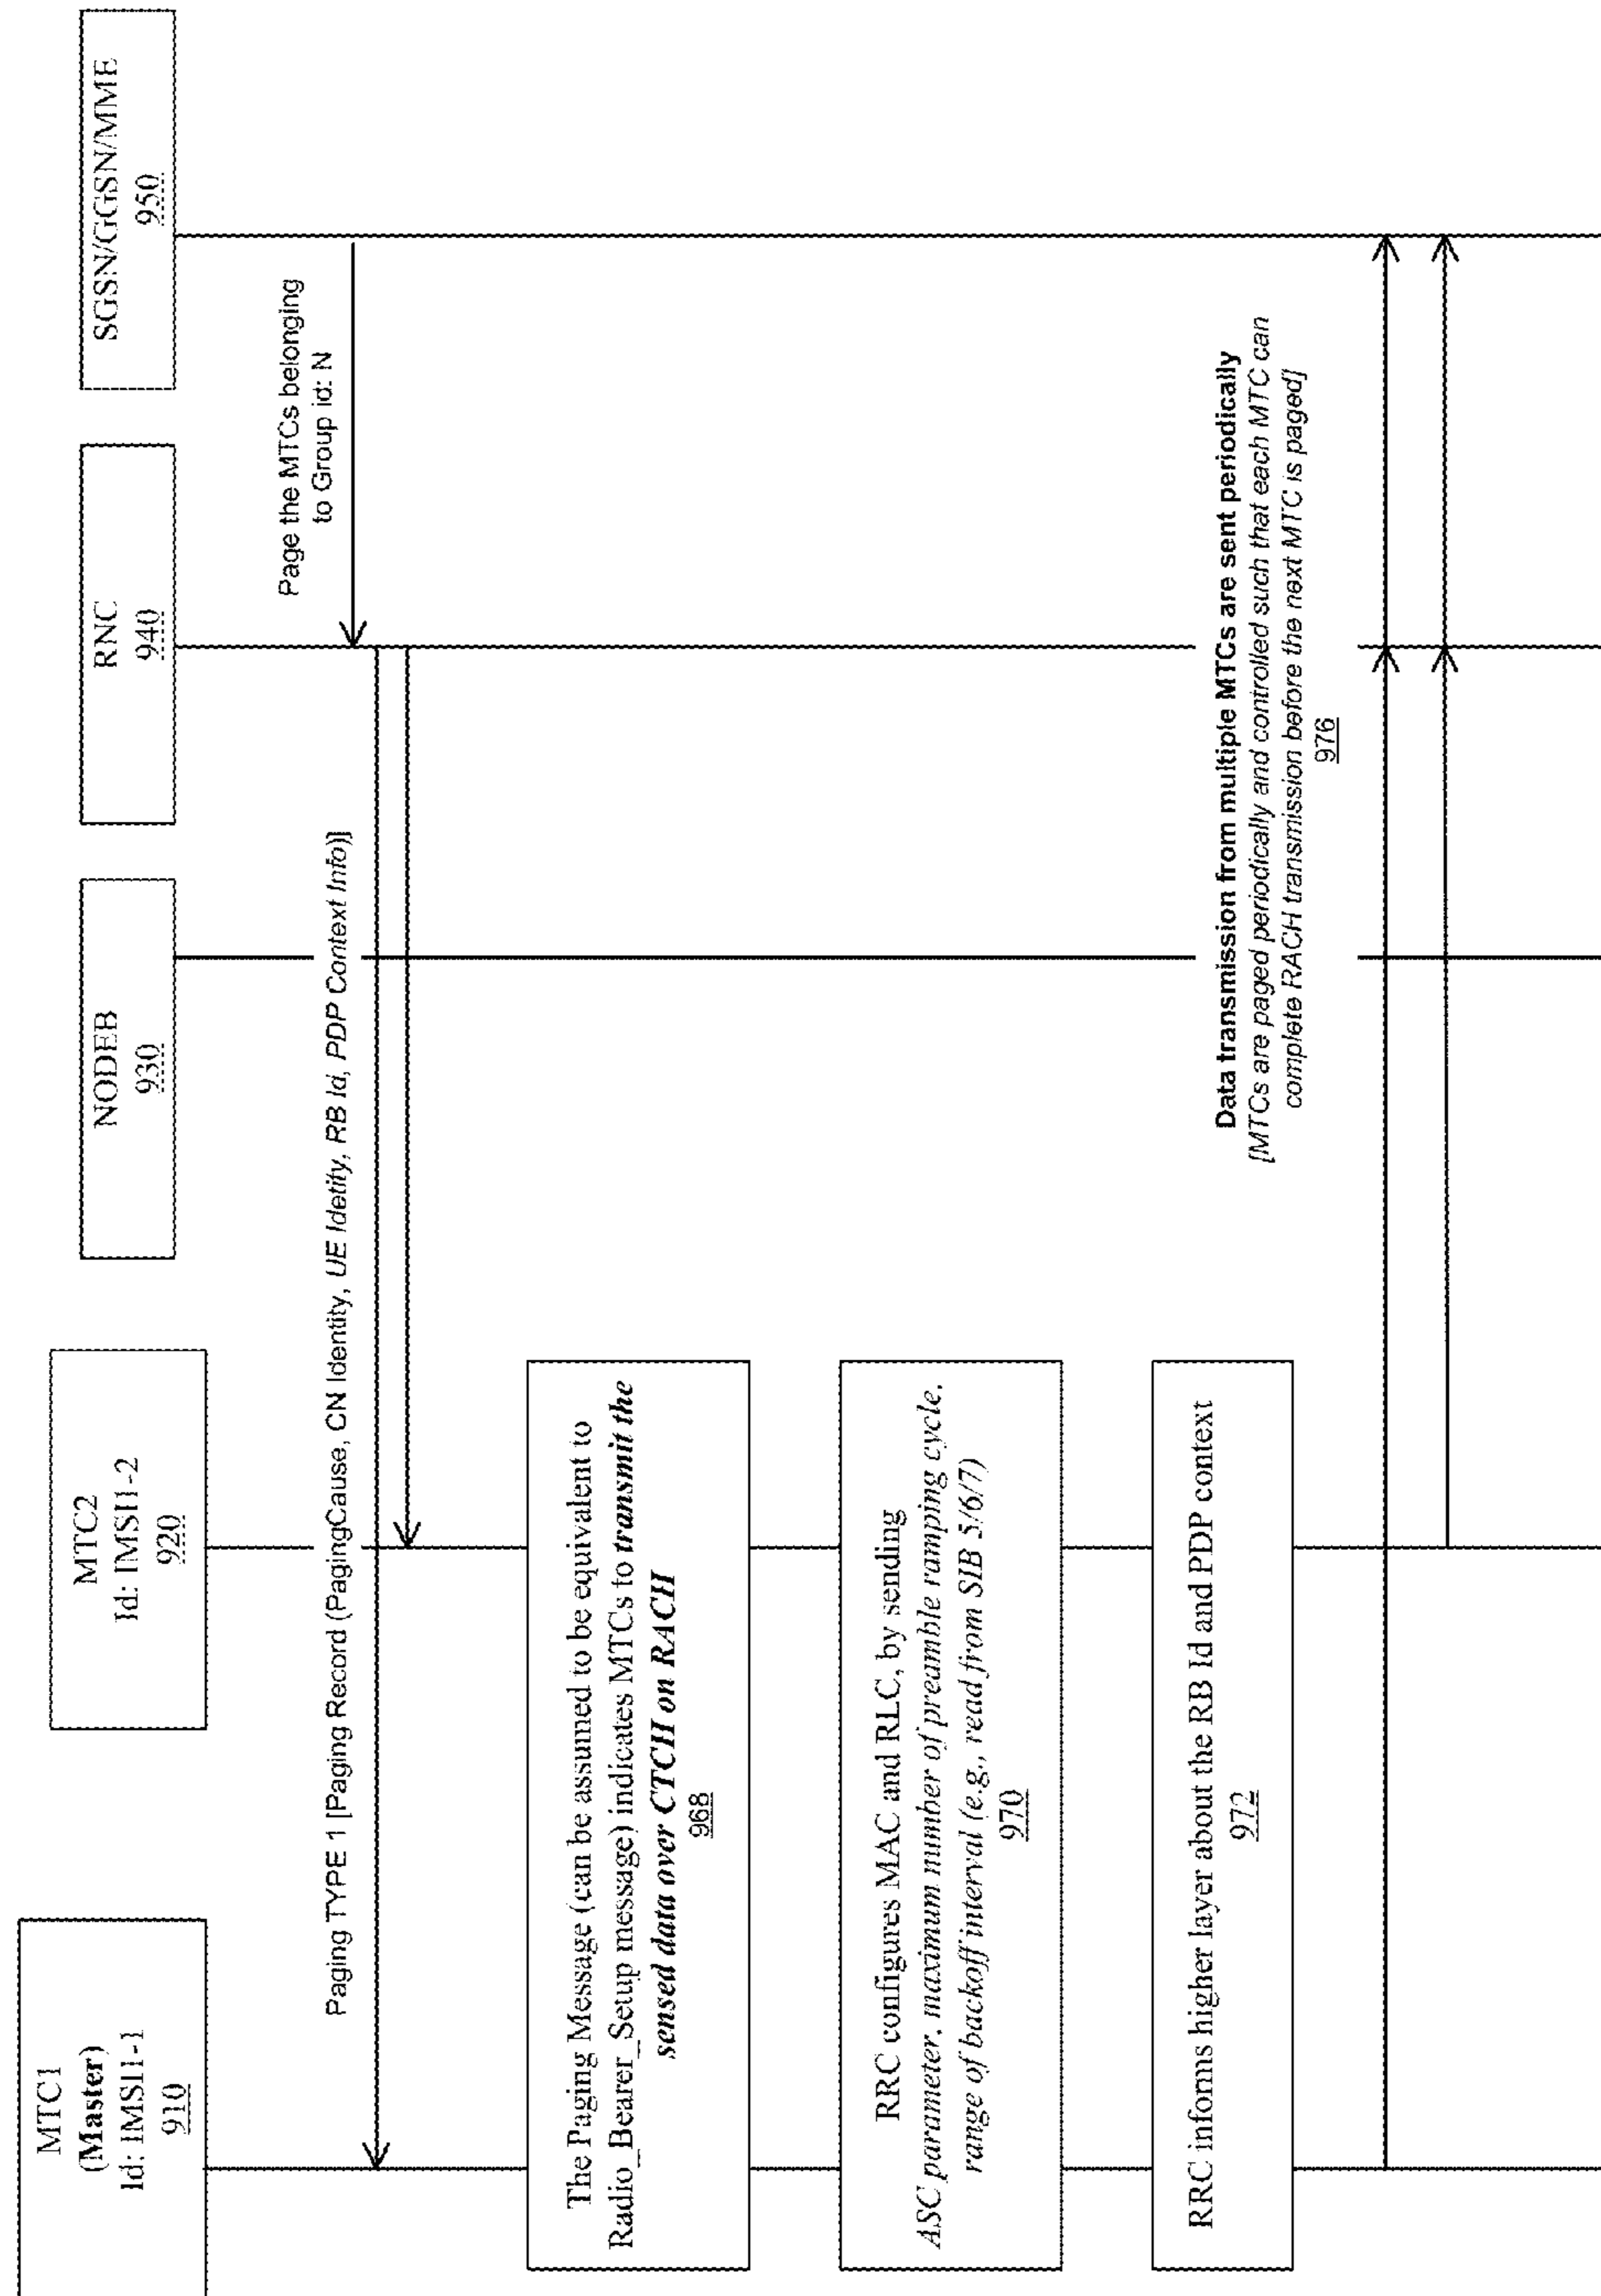 MTC1
(Master)
Id: IMSI1-1
910
MTC2
Id: IMSI1-2
920
NODEB
930
RNC
940
SGSN/GGSN/MME
950
Page the MTCs belonging
to Group id: N
Paging TYPE 1 [Paging Record (PagingCause, CN Identity, UE Idetity, RB Id, PDP Context Info)]
The Paging Message (can be assumed to be equivalent to
Radio_Bearer_Setup message) indicates MTCs to transmit the
sensed data over CTCH on RACH
968
RRC configures MAC and RLC, by sending
ASC parameter, maximum number of preamble ramping cycle,
range of backoff interval (e.g., read from SIB 5/6/7)
970
RRC informs higher layer about the RB Id and PDP context
972
Data transmission from multiple MTCs are sent periodically
[MTCs are paged periodically and controlled such that each MTC can
complete RACH transmission before the next MTC is paged]
976